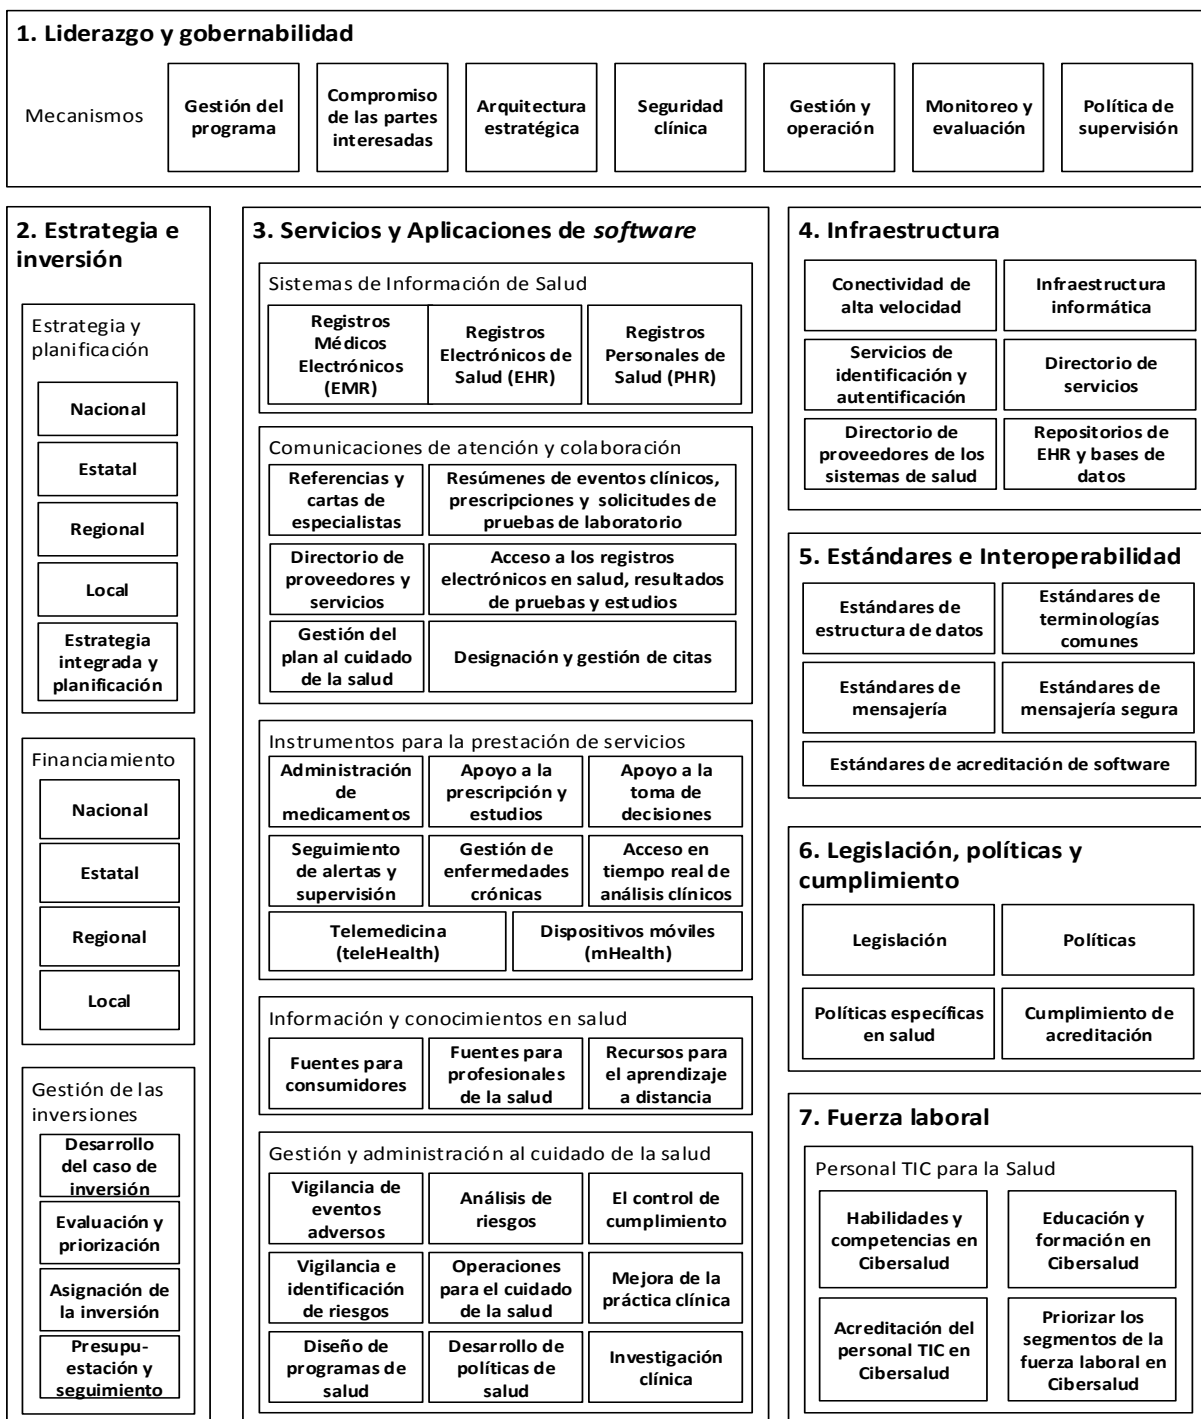 1. Liderazgo y gobernabilidad
Mecanismos
Gestión del
programa
Compromiso
de las partes
interesadas
Arquitectura
estratégica
Seguridad
clínica
Gestión y
operación
Monitoreo y
evaluación
Política de
supervisión
2. Estrategia e
inversión
Estrategia y
planificación
Nacional
Estatal
Regional
Local
Estrategia
integrada y
planificación
Financiamiento
Nacional
Estatal
Regional
Local
Gestión de las
inversiones
Desarrollo
del caso de
inversión
Evaluación y
priorización
Asignación de
la inversión
Presupu-
estación y
seguimiento
3. Servicios y Aplicaciones de software
Sistemas de Información de Salud
Registros
Médicos
Electrónicos
(EMR)
Registros
Electrónicos de
Salud (EHR)
Registros
Personales de
Salud (PHR)
Comunicaciones de atención y colaboración
Referencias y
cartas de
especialistas
Resúmenes de eventos clínicos,
prescripciones y solicitudes de
pruebas de laboratorio
Directorio de
proveedores y
servicios
Acceso a los registros
electrónicos en salud, resultados
de pruebas y estudios
Gestión del
plan al cuidado
de la salud
Designación y gestión de citas
Instrumentos para la prestación de servicios
Administración
de
medicamentos
Apoyo a la
prescripción y
estudios
Apoyo a la
toma de
decisiones
Seguimiento
de alertas y
supervisión
Gestión de
enfermedades
crónicas
Acceso en
tiempo real de
análisis clínicos
Telemedicina
(teleHealth)
Dispositivos móviles
(mHealth)
Información y conocimientos en salud
Fuentes para
consumidores
Fuentes para
profesionales
de la salud
Recursos para
el aprendizaje
a distancia
Gestión y administración al cuidado de la salud
Vigilancia de
eventos
adversos
Análisis de
riesgos
El control de
cumplimiento
Vigilancia e
identificación
de riesgos
Operaciones
para el cuidado
de la salud
Mejora de la
práctica clínica
Diseño de
programas de
salud
Desarrollo de
políticas de
salud
Investigación
clínica
4. Infraestructura
Conectividad de
alta velocidad
Infraestructura
informática
Servicios de
identificación y
autentificación
Directorio de
servicios
Directorio de
proveedores de los
sistemas de salud
Repositorios de
EHR y bases de
datos
5. Estándares e Interoperabilidad
Estándares de
estructura de datos
Estándares de
terminologías
comunes
Estándares de
mensajería
Estándares de
mensajería segura
Estándares de acreditación de software
6. Legislación, políticas y
cumplimiento
Legislación
Políticas
Políticas específicas
en salud
Cumplimiento de
acreditación
7. Fuerza laboral
Personal TIC para la Salud
Habilidades y
competencias en
Cibersalud
Educación y
formación en
Cibersalud
Acreditación del
personal TIC en
Cibersalud
Priorizar los
segmentos de la
fuerza laboral en
Cibersalud